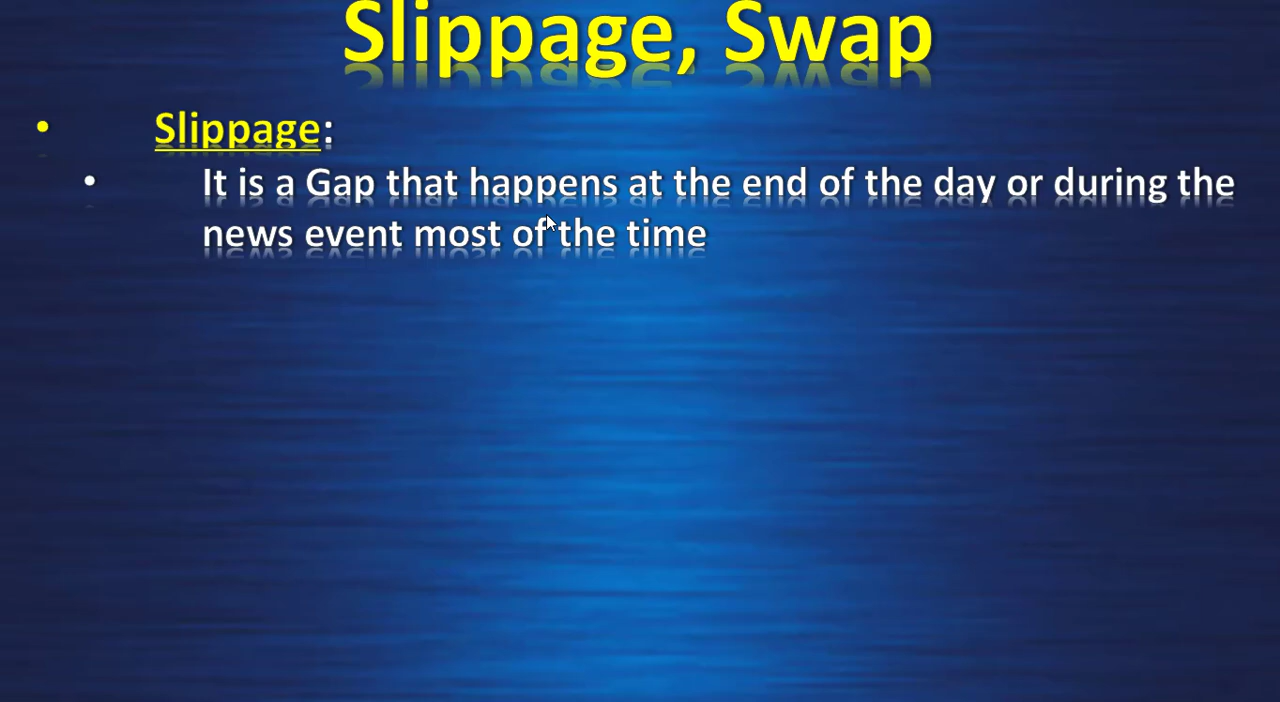 Slippage, Swap
• Slippage:
• It is a Gap that happens at the end of the day or during the
news event most of the time